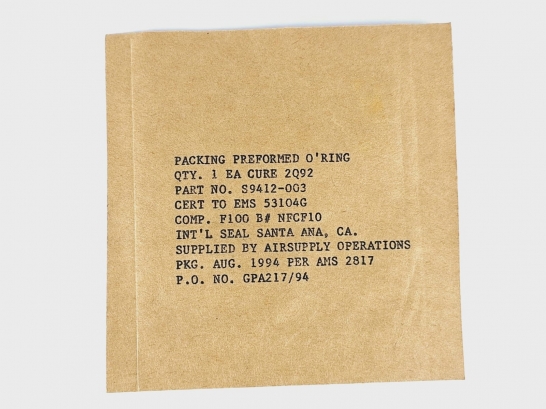 PACKING PREFORMED O'RING
QTY. 1 EA CURE 2Q92
PART NO. S9412-003
CERT TO EMS 53104G
COMP. F100 B# NFCF10
INT'L SEAL SANTA ANA, CA.
SUPPLIED BY AIRSUPPLY OPERATIONS
PKG. AUG. 1994 PER AMS 2817
P.O. NO. GPA217/94